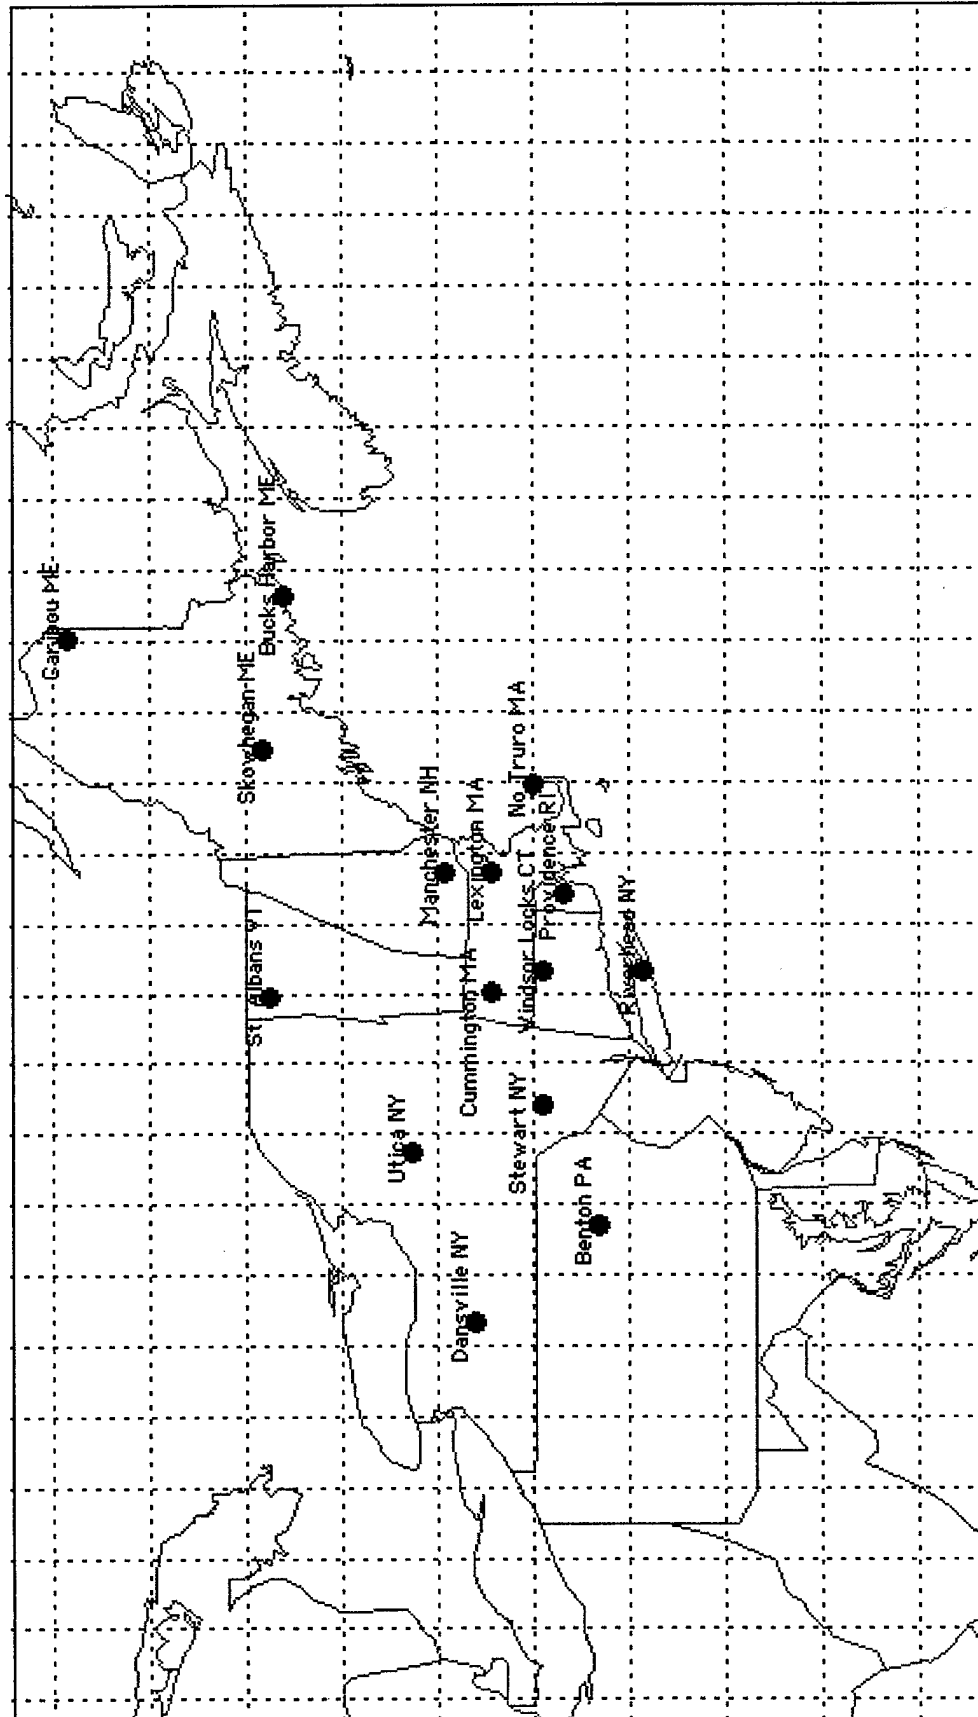 Caribou ME
Bucks Harbor ME
Skowhegan ME
St. Albans VT
Manchester NH
Lexington MA
No Truro MA
Utica NY
Cummington MA
Windsor Locks CT
Providence RI
Dansville NY
Stewart NY
Riverhead NY
Benton PA